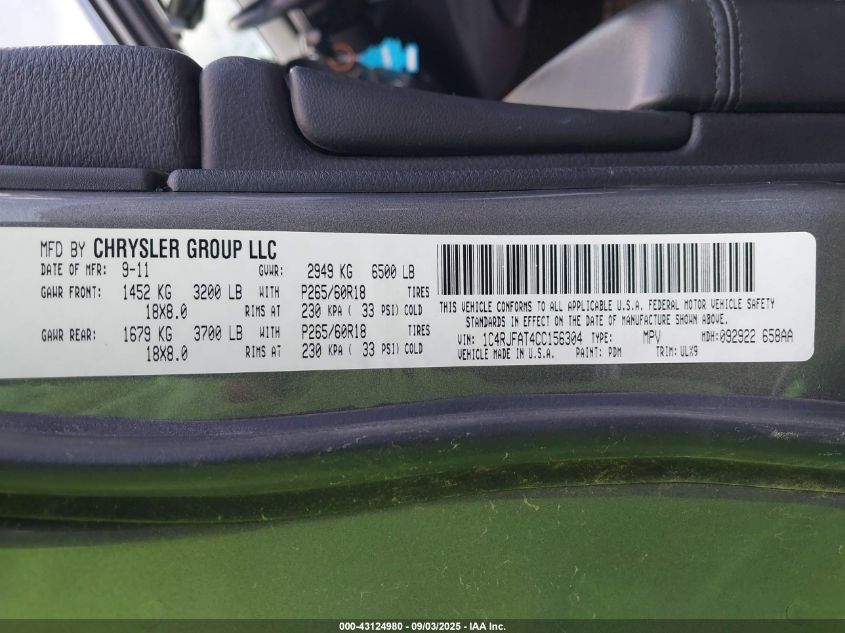 MFD BY CHRYSLER GROUP LLC
DATE OF MFR: 9-11 GVWR: 2949 KG 6500 LB
GAWR FRONT: 1452 KG 3200 LB WITH P265/60R18 TIRES
18X8.0 RIMS AT 230 KPA ( 33 PSI) COLD
GAWR REAR: 1679 KG 3700 LB WITH P265/60R18 TIRES
18X8.0 RIMS AT 230 KPA ( 33 PSI) COLD
THIS VEHICLE CONFORMS TO ALL APPLICABLE U.S.A. FEDERAL MOTOR VEHICLE SAFETY
STANDARDS IN EFFECT ON THE DATE OF MANUFACTURE SHOWN ABOVE.
VIN: 1C4RJFAT4CC156304 TYPE: MPV MDH: 092922 658AA
VEHICLE MADE IN U.S.A. PAINT: PDM TRIM: ULX9
000-43124980 - 09/03/2025 - IAA Inc.